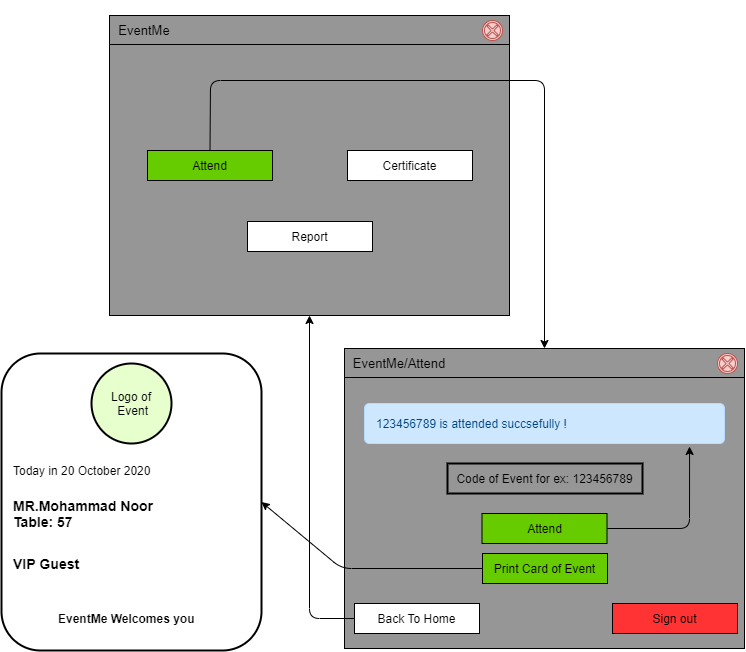 EventMe
Attend
Certificate
Report
EventMe/Attend
123456789 is attended succsefully !
Code of Event for ex: 123456789
Attend
Print Card of Event
Back To Home
Sign out
Logo of
Event
Today in 20 October 2020
MR.Mohammad Noor
Table: 57
VIP Guest
EventMe Welcomes you